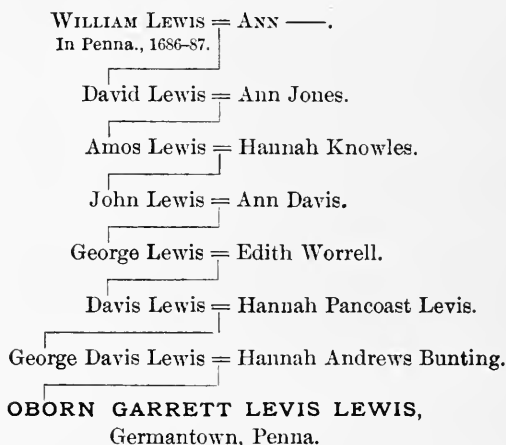 WILLIAM LEWIS = ANN ——.
In Penna., 1686-87.
David Lewis = Ann Jones.
Amos Lewis = Hannah Knowles.
John Lewis = Ann Davis.
George Lewis = Edith Worrell.
Davis Lewis = Hannah Pancoast Levis.
George Davis Lewis = Hannah Andrews Bunting.
OBORN GARRETT LEVIS LEWIS,
Germantown, Penna.